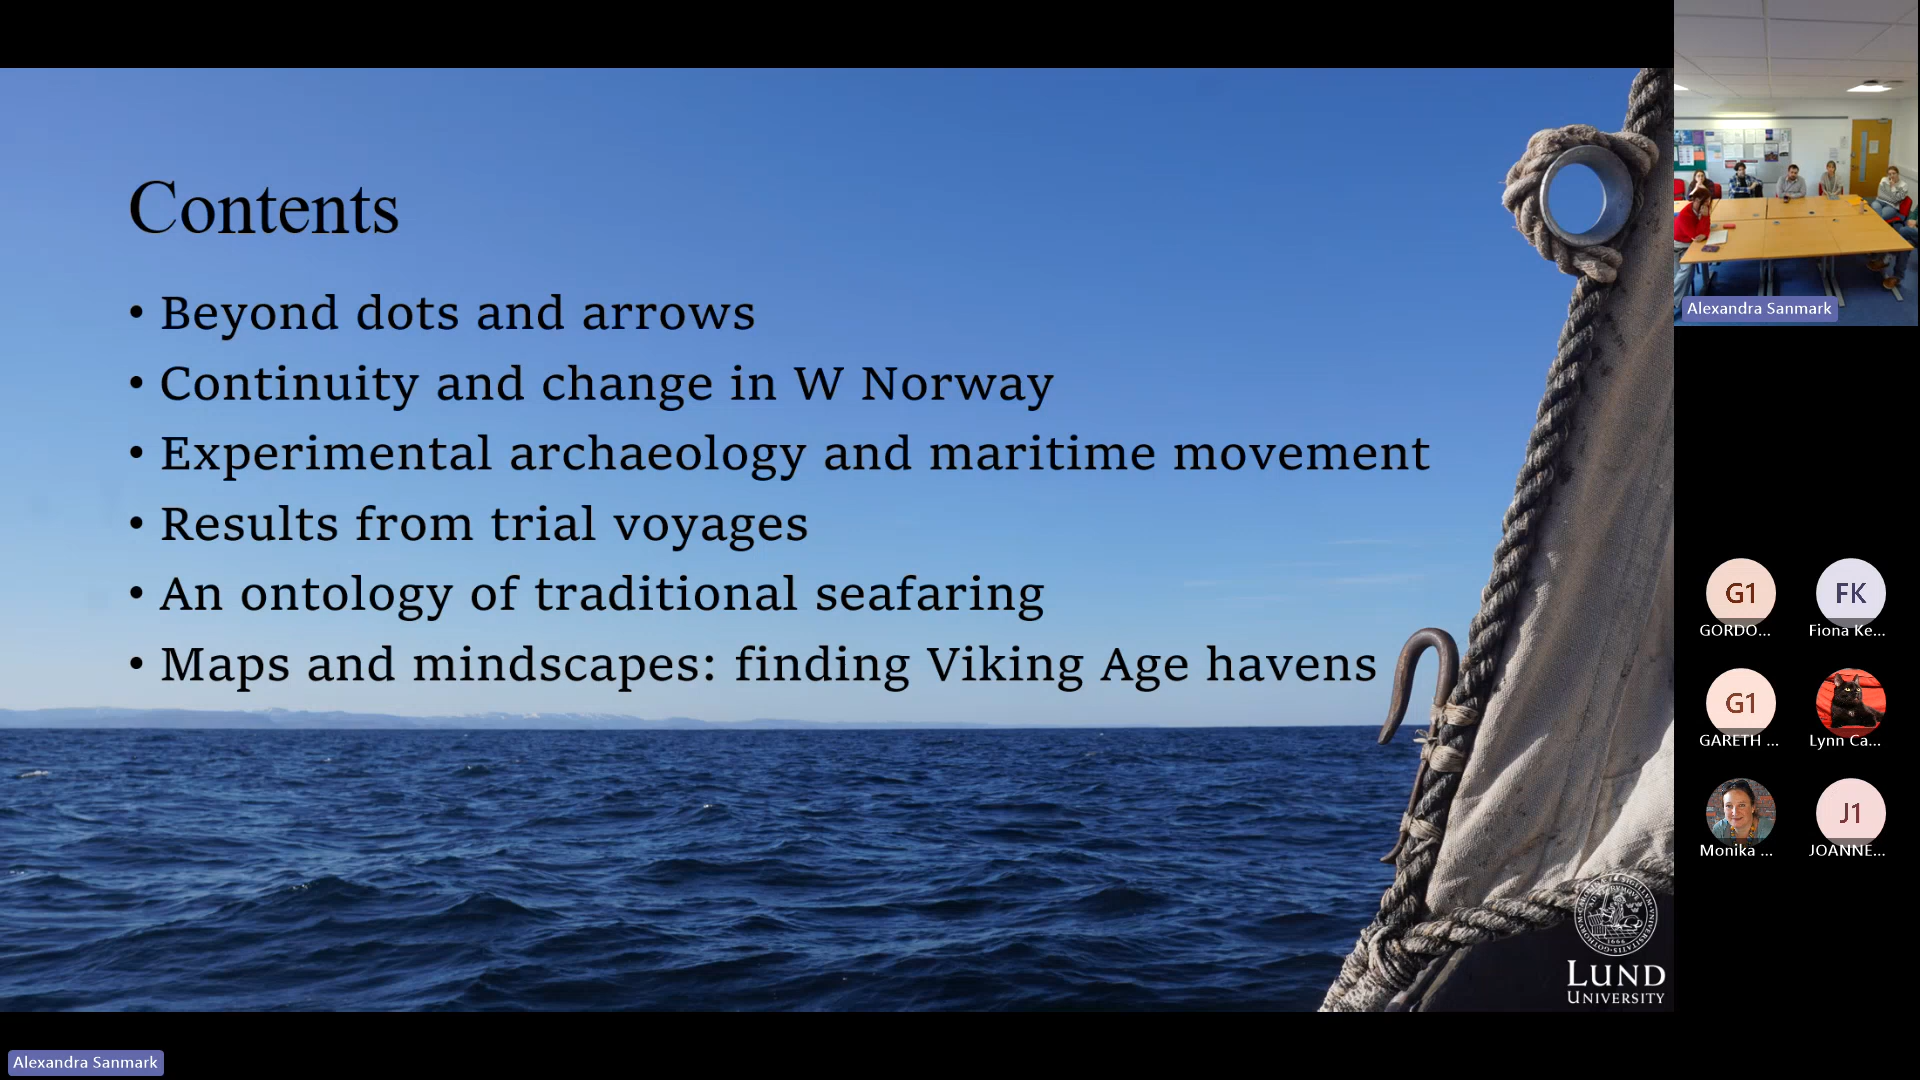 Contents
• Beyond dots and arrows
• Continuity and change in W Norway
• Experimental archaeology and maritime movement
• Results from trial voyages
• An ontology of traditional seafaring
• Maps and mindscapes: finding Viking Age havens
LUND
UNIVERSITY
Alexandra Sanmark
G1
GORDO...
FK
Fiona Ke...
G1
GARETH ...
Lynn Ca...
Monika ...
J1
JOANNE...
Alexandra Sanmark